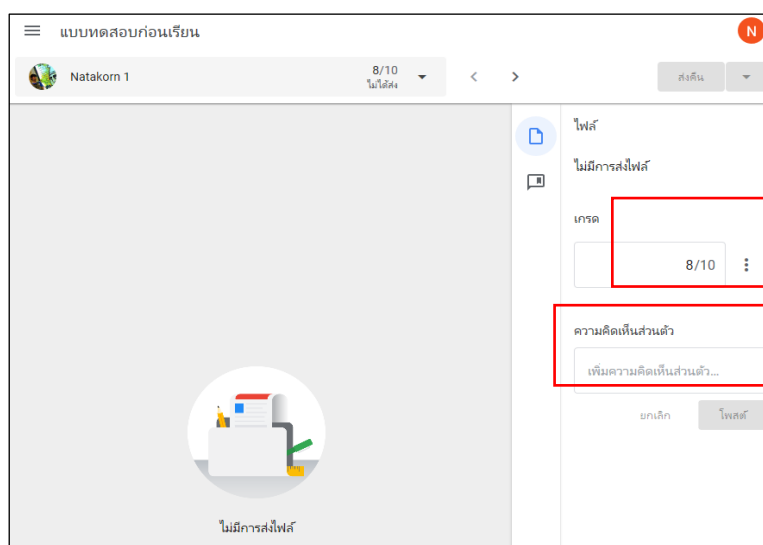 แบบทดสอบก่อนเรียน
N
Natakorn 1
8/10
ไม่ได้ส่ง
ส่งคืน
ไฟล์
ไม่มีการส่งไฟล์
เกรด
8/10
ความคิดเห็นส่วนตัว
เพิ่มความคิดเห็นส่วนตัว...
ยกเลิก โพสต์
ไม่มีการส่งไฟล์